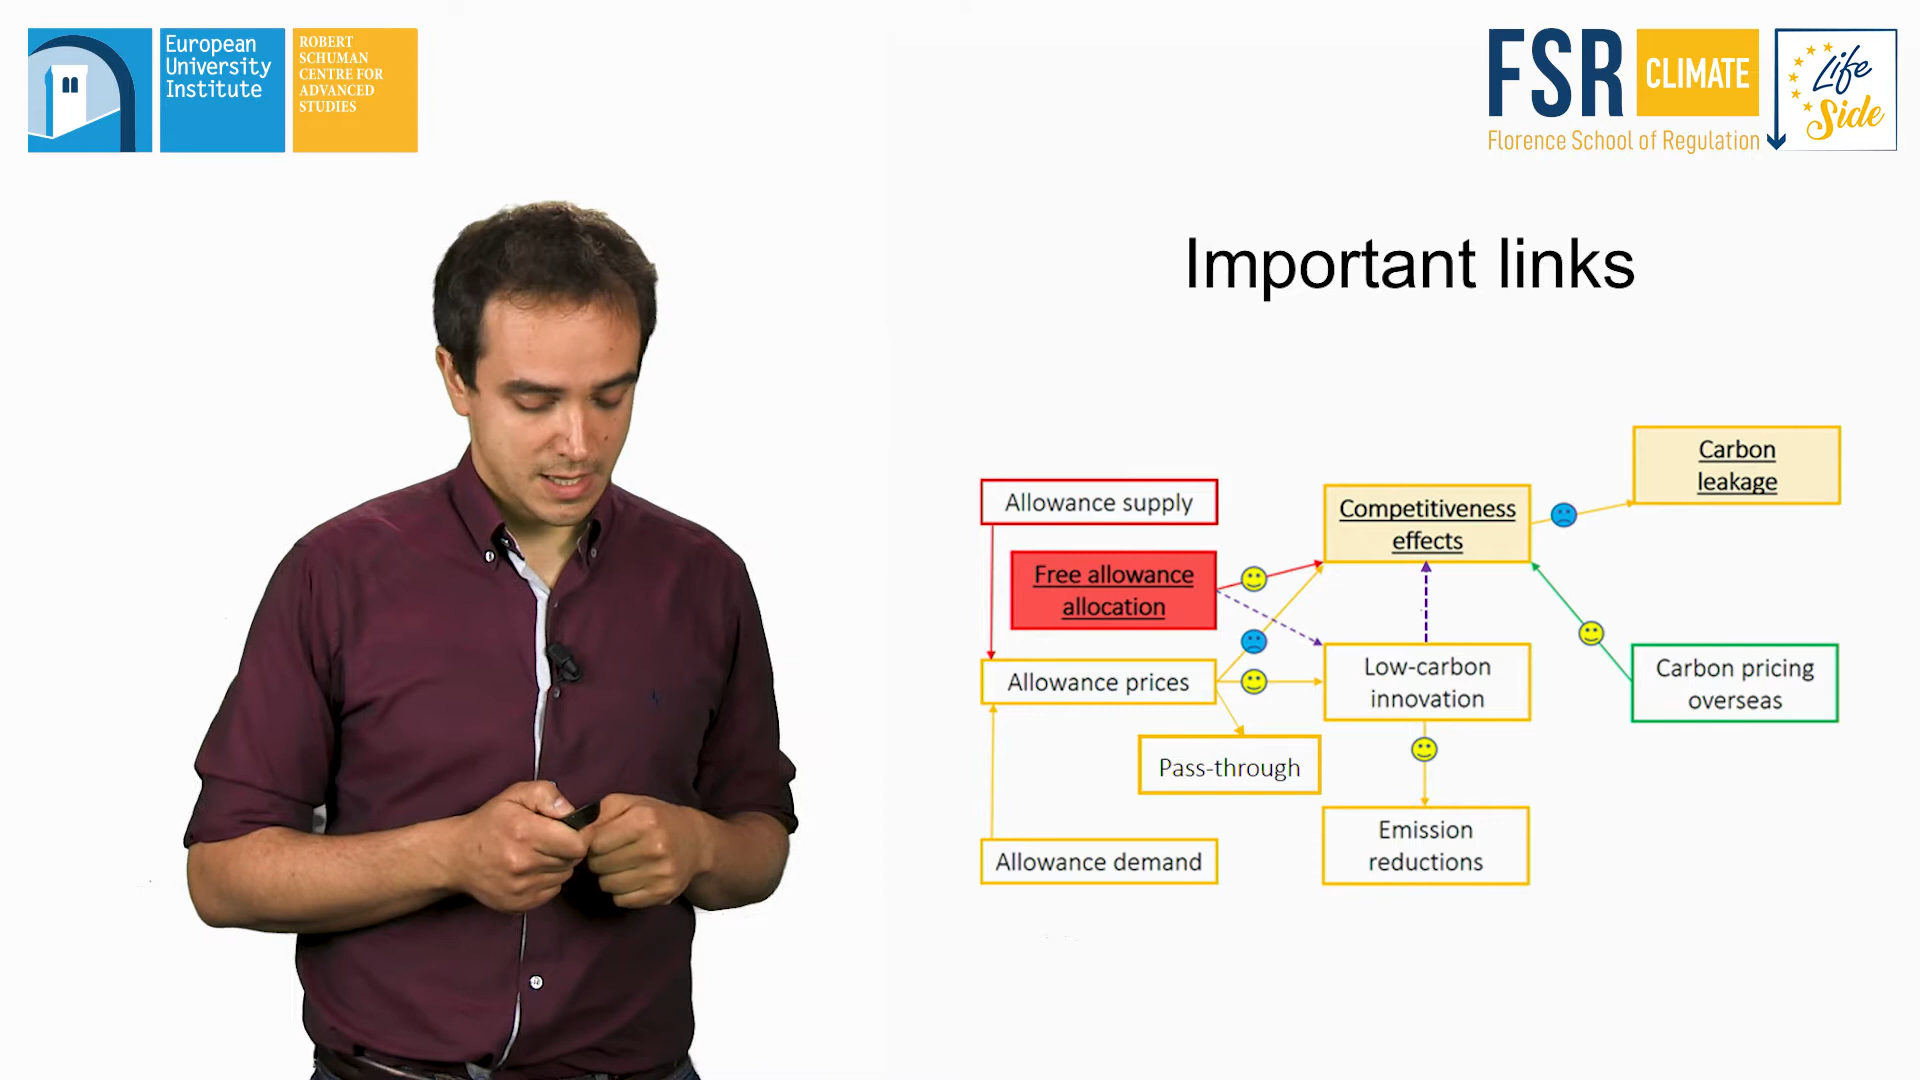 European
University
Institute
ROBERT
SCHUMAN
CENTRE FOR
ADVANCED
STUDIES
FSR CLIMATE
Florence School of Regulation
Life
Side
Important links
Carbon
leakage
Allowance supply
Competitiveness
effects
Free allowance
allocation
Allowance prices
Low-carbon
innovation
Carbon pricing
overseas
Pass-through
Allowance demand
Emission
reductions